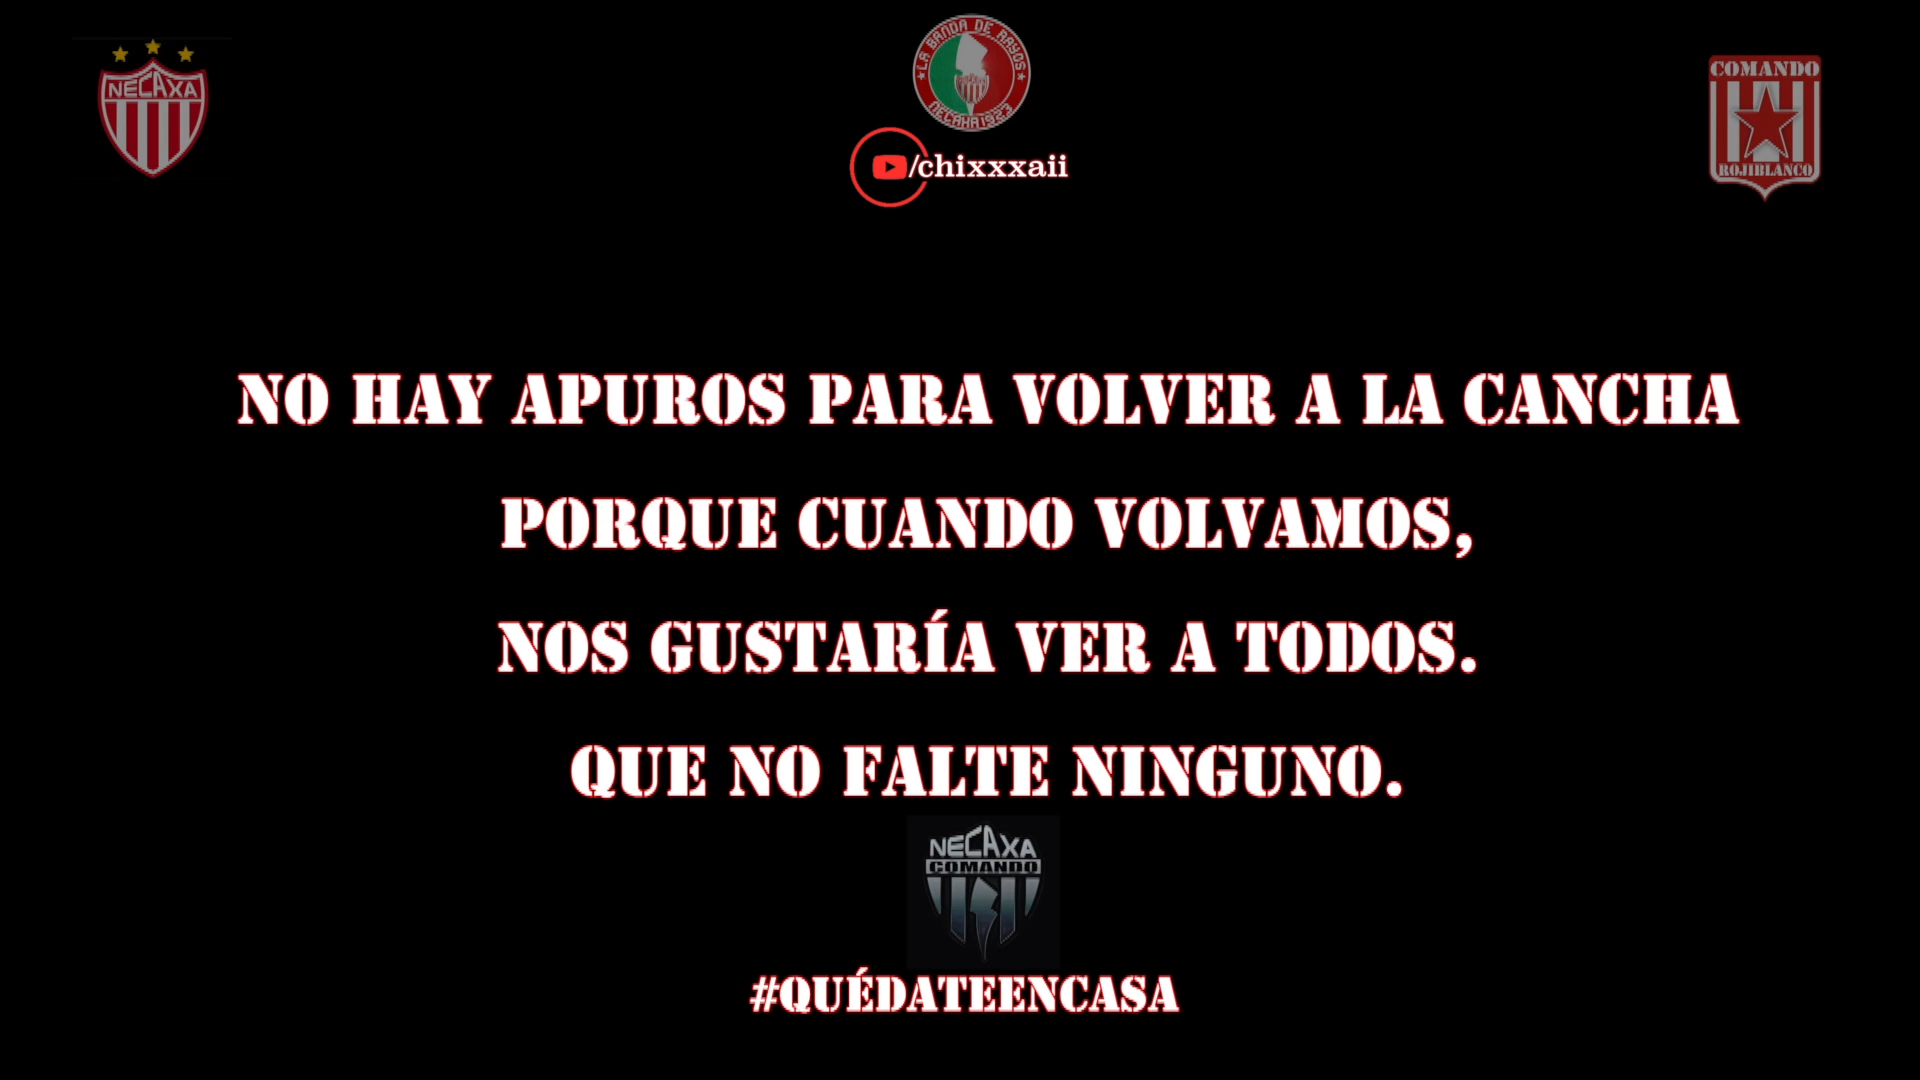 LA BANDA DE RAYOS
NECAXA 1923
NECAXA
COMANDO
ROJIBLANCO
/chixxxaii
NO HAY APUROS PARA VOLVER A LA CANCHA
PORQUE CUANDO VOLVAMOS,
NOS GUSTARÍA VER A TODOS.
QUE NO FALTE NINGUNO.
NECAXA
COMANDO
#QUÉDATEENCASA